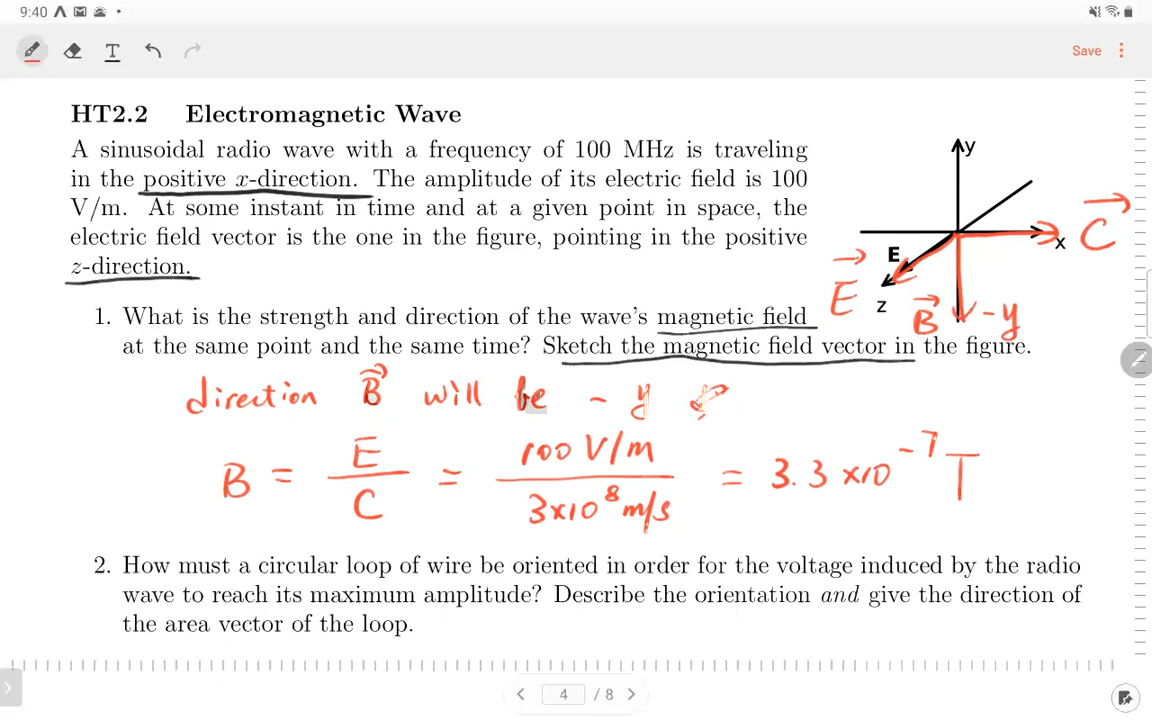 9:40
T
Save
HT2.2 Electromagnetic Wave
A sinusoidal radio wave with a frequency of 100 MHz is traveling
in the positive x-direction. The amplitude of its electric field is 100
V/m. At some instant in time and at a given point in space, the
electric field vector is the one in the figure, pointing in the positive
z-direction.
y
x
C
E
E
z
B
-y
1. What is the strength and direction of the wave's magnetic field
at the same point and the same time? Sketch the magnetic field vector in the figure.
direction B will be - y
B = E / C = 100 V/m / 3x10^8 m/s = 3.3 x10^-7 T
2. How must a circular loop of wire be oriented in order for the voltage induced by the radio
wave to reach its maximum amplitude? Describe the orientation and give the direction of
the area vector of the loop.
4 / 8